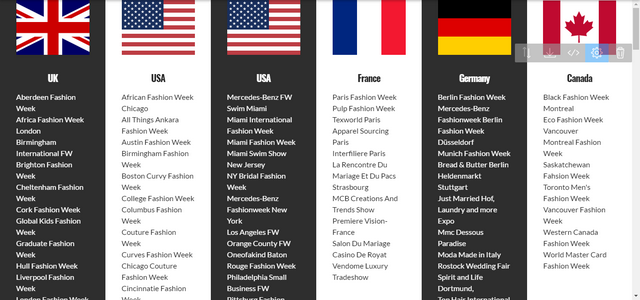 UK
Aberdeen Fashion
Week
Africa Fashion Week
London
Birmingham
International FW
Brighton Fashion
Week
Cheltenham Fashion
Week
Cork Fashion Week
Global Kids Fashion
Week
Graduate Fashion
Week
Hull Fashion Week
Liverpool Fashion
Week
London Fashion Week
USA
African Fashion Week
Chicago
All Things Ankara
Fashion Week
Austin Fashion Week
Birmingham Fashion
Week
Boston Curvy Fashion
Week
College Fashion Week
Columbus Fashion
Week
Couture Fashion
Week
Curves Fashion Week
Chicago Couture
Fashion Week
Cincinnatie Fashion
Week
USA
Mercedes-Benz FW
Swim Miami
Miami International
Fashion Week
Miami Fashion Week
Miami Swim Show
New Jersey
NY Bridal Fashion
Week
Mercedes-Benz
Fashionweek New
York
Los Angeles FW
Orange County FW
Oneofakind Baton
Rouge Fashion Week
Philadelphia Small
Business FW
Pittsburg Fashion
France
Paris Fashion Week
Pulp Fashion Week
Texworld Paris
Apparel Sourcing
Paris
Interfiliere Paris
La Rencontre Du
Mariage Et Du Pacs
Strasbourg
MCB Creations And
Trends Show
Premiere Vision-
France
Salon Du Mariage
Casino De Royat
Vendome Luxury
Tradeshow
Germany
Berlin Fashion Week
Mercedes-Benz
Fashionweek Berlin
Fashion Week
Düsseldorf
Munich Fashion Week
Bread & Butter Berlin
Heldenmarkt
Stuttgart
Just Married Hof,
Laundry and more
Expo
Mmc Dessous
Paradise
Moda Made in Italy
Rostock Wedding Fair
Spirit and Life
Dortmund,
Top Hair International
Canada
Black Fashion Week
Montreal
Eco Fashion Week
Vancouver
Montreal Fashion
Week
Saskatchewan
Fahsion Week
Toronto Men's
Fashion Week
Vancouver Fashion
Week
Western Canada
Fashion Week
World Master Card
Fashion Week